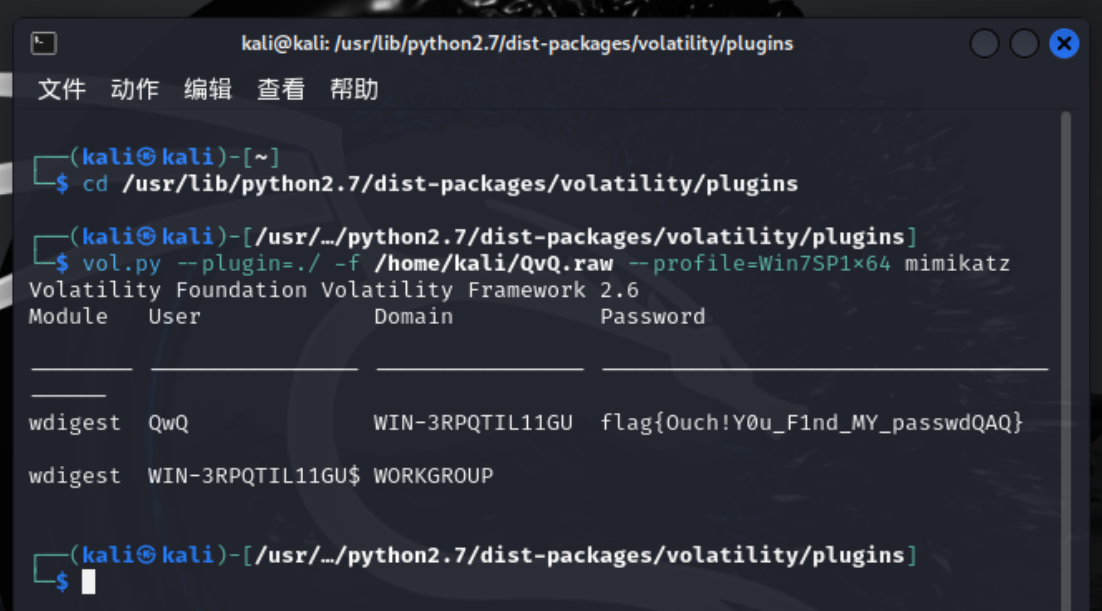 kali@kali: /usr/lib/python2.7/dist-packages/volatility/plugins
文件 动作 编辑 查看 帮助
┌──(kali㉿kali)-[~]
└─$ cd /usr/lib/python2.7/dist-packages/volatility/plugins
┌──(kali㉿kali)-[/usr/…/python2.7/dist-packages/volatility/plugins]
└─$ vol.py --plugin=./ -f /home/kali/QvQ.raw --profile=Win7SP1×64 mimikatz
Volatility Foundation Volatility Framework 2.6
Module   User             Domain           Password
wdigest  QwQ              WIN-3RPQTIL11GU  flag{Ouch!Y0u_F1nd_MY_passwdQAQ}
wdigest  WIN-3RPQTIL11GU$ WORKGROUP
┌──(kali㉿kali)-[/usr/…/python2.7/dist-packages/volatility/plugins]
└─$